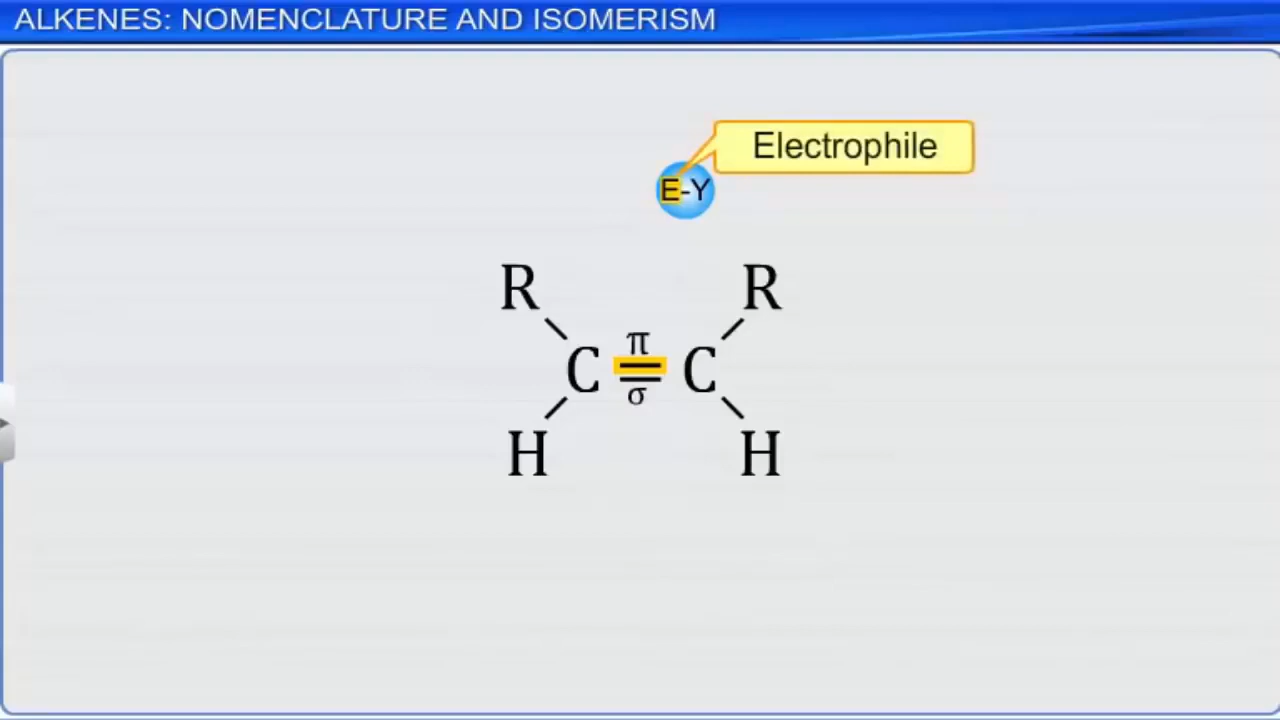 ALKENES: NOMENCLATURE AND ISOMERISM
Electrophile
E-Y
R R
π
C C
σ
H H